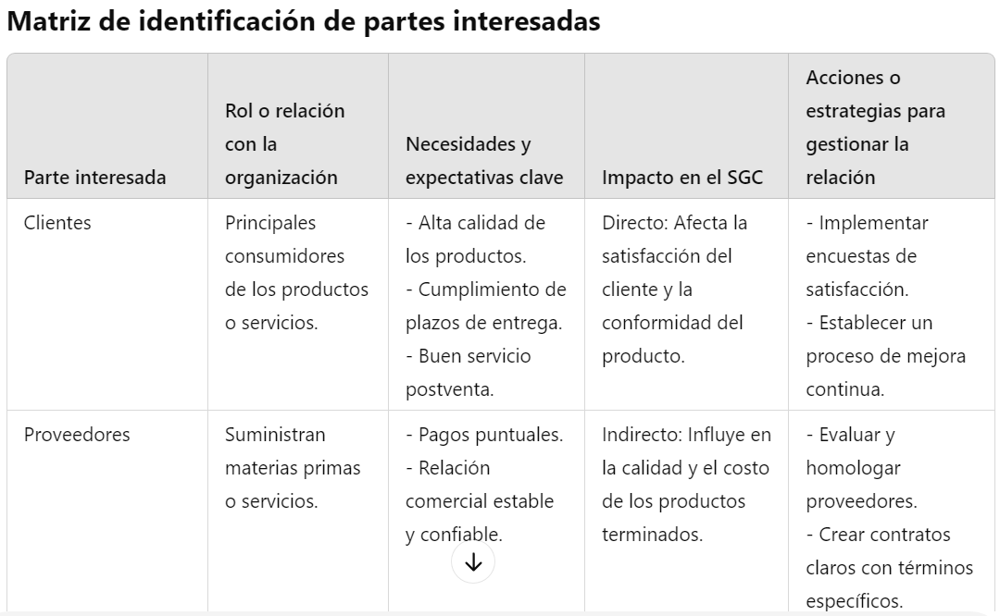 Matriz de identificación de partes interesadas
Parte interesada
Rol o relación
con la
organización
Necesidades y
expectativas clave
Impacto en el SGC
Acciones o
estrategias para
gestionar la
relación
Clientes
Principales
consumidores
de los productos
o servicios.
- Alta calidad de
los productos.
- Cumplimiento de
plazos de entrega.
- Buen servicio
postventa.
Directo: Afecta la
satisfacción del
cliente y la
conformidad del
producto.
- Implementar
encuestas de
satisfacción.
- Establecer un
proceso de mejora
continua.
Proveedores
Suministran
materias primas
o servicios.
- Pagos puntuales.
- Relación
comercial estable
y confiable.
Indirecto: Influye en
la calidad y el costo
de los productos
terminados.
- Evaluar y
homologar
proveedores.
- Crear contratos
claros con términos
específicos.